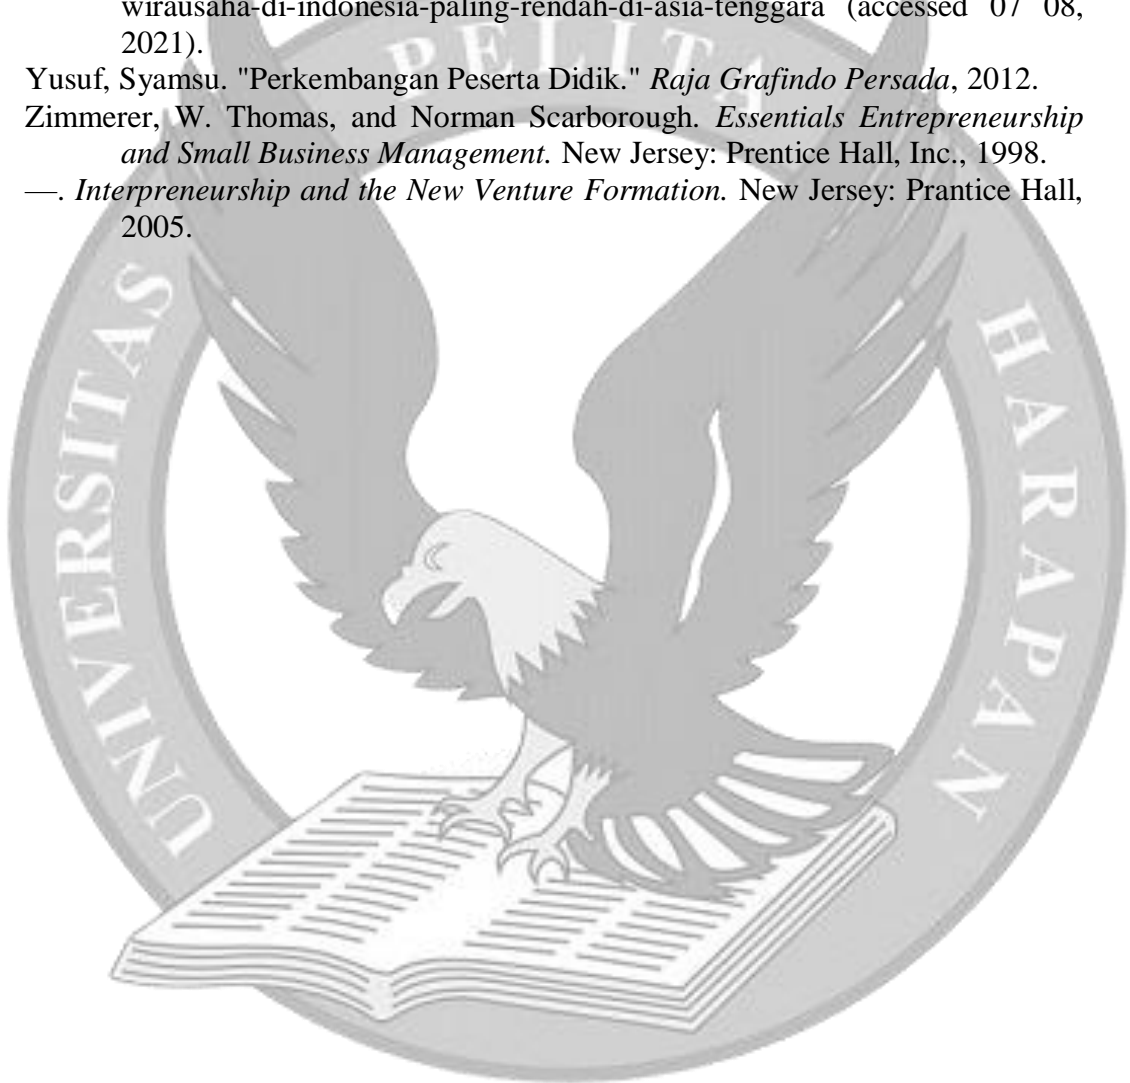 wirausaha-di-indonesia-paling-rendah-di-asia-tenggara (accessed 07 08,
2021).
Yusuf, Syamsu. "Perkembangan Peserta Didik." Raja Grafindo Persada, 2012.
Zimmerer, W. Thomas, and Norman Scarborough. Essentials Entrepreneurship
and Small Business Management. New Jersey: Prentice Hall, Inc., 1998.
—. Interpreneurship and the New Venture Formation. New Jersey: Prantice Hall,
2005.
UNIVERSITAS
PELITA
HARAPAN